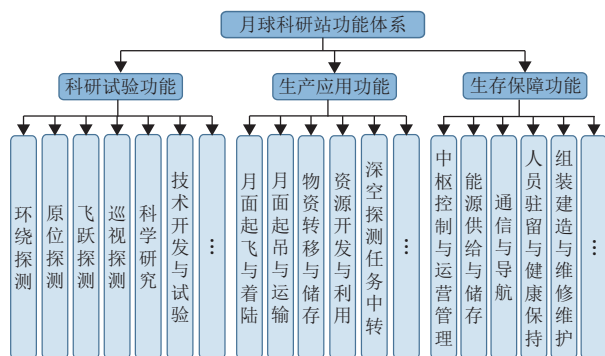 月球科研站功能体系
科研试验功能
生产应用功能
生存保障功能
环绕探测
原位探测
飞跃探测
巡视探测
科学研究
技术开发与试验
…
月面起飞与着陆
月面起吊与运输
物资转移与储存
资源开发与利用
深空探测任务中转
…
中枢控制与运营管理
能源供给与储存
通信与导航
人员驻留与健康保持
组装建造与维修维护
…